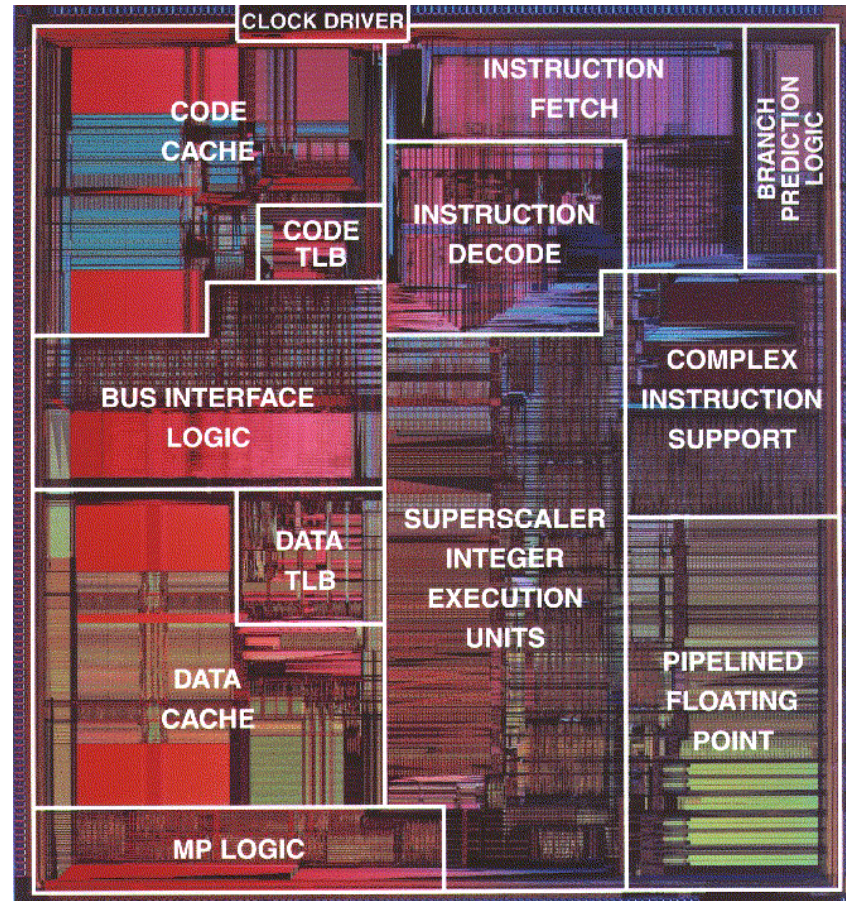 CLOCK DRIVER
CODE
CACHE
INSTRUCTION
FETCH
BRANCH
PREDICTION
LOGIC
CODE
TLB
INSTRUCTION
DECODE
BUS INTERFACE
LOGIC
COMPLEX
INSTRUCTION
SUPPORT
DATA
TLB
SUPERSCALER
INTEGER
EXECUTION
UNITS
DATA
CACHE
PIPELINED
FLOATING
POINT
MP LOGIC